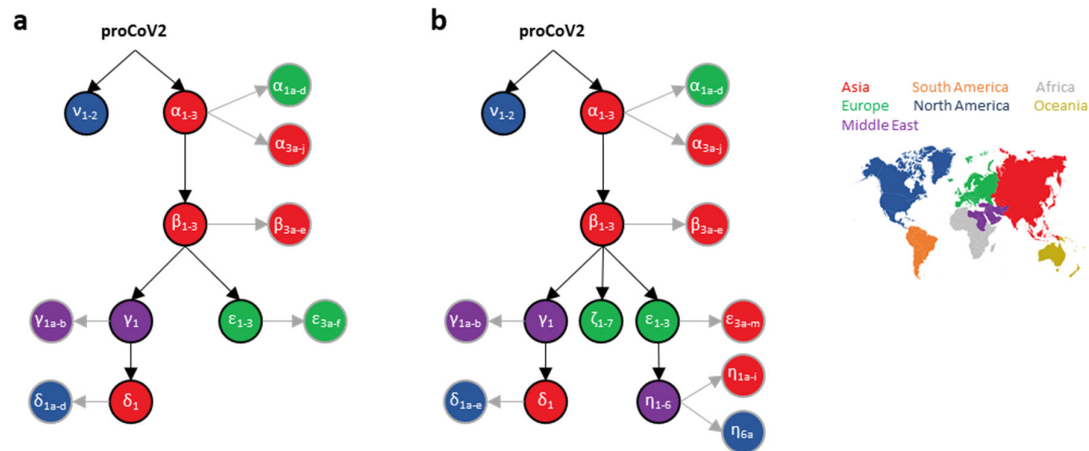 a
proCoV2
ν1-2
α1-3
α1a-d
α3a-j
β1-3
β3a-e
γ1a-b
γ1
ε1-3
ε3a-f
δ1a-d
δ1
b
proCoV2
ν1-2
α1-3
α1a-d
α3a-j
β1-3
β3a-e
γ1a-b
γ1
ζ1-7
ε1-3
ε3a-m
δ1a-e
δ1
η1-6
η1a-i
η6a
Asia South America Africa
Europe North America Oceania
Middle East